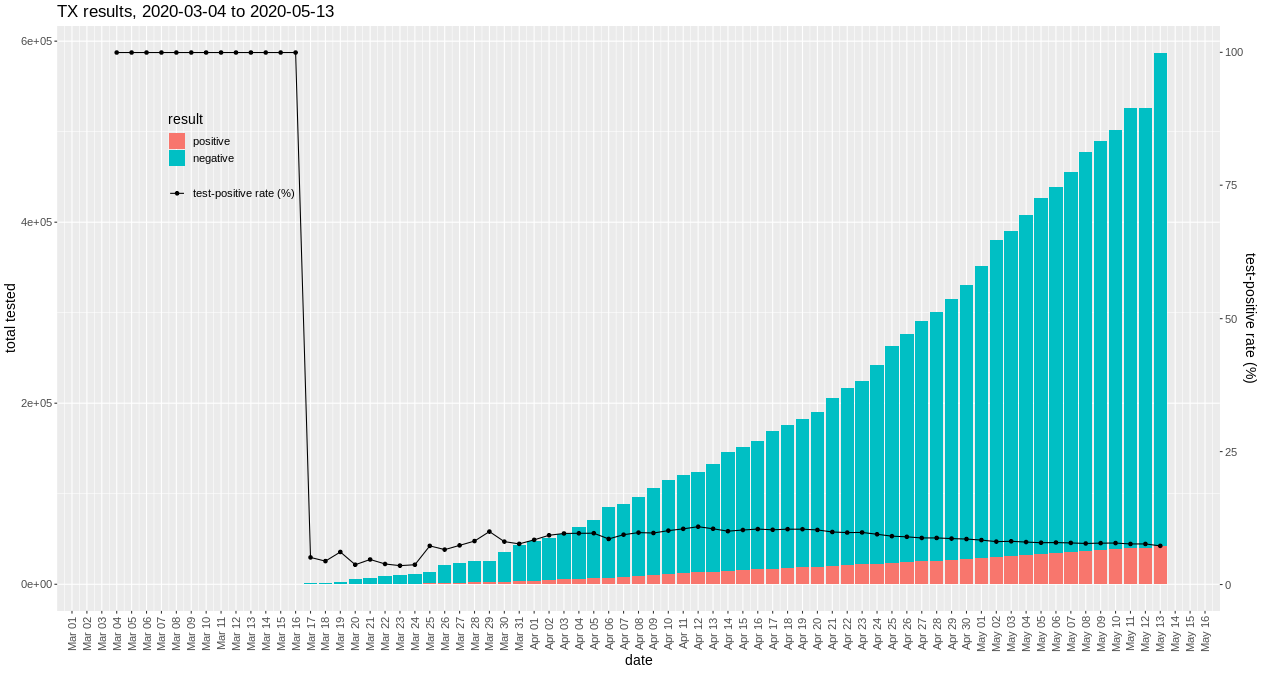 TX results, 2020-03-04 to 2020-05-13
6e+05
4e+05
2e+05
0e+00
total tested
result
positive
negative
test-positive rate (%)
100
75
50
25
0
test-positive rate (%)
Mar 01
Mar 02
Mar 03
Mar 04
Mar 05
Mar 06
Mar 07
Mar 08
Mar 09
Mar 10
Mar 11
Mar 12
Mar 13
Mar 14
Mar 15
Mar 16
Mar 17
Mar 18
Mar 19
Mar 20
Mar 21
Mar 22
Mar 23
Mar 24
Mar 25
Mar 26
Mar 27
Mar 28
Mar 29
Mar 30
Mar 31
Apr 01
Apr 02
Apr 03
Apr 04
Apr 05
Apr 06
Apr 07
Apr 08
Apr 09
Apr 10
Apr 11
Apr 12
Apr 13
Apr 14
Apr 15
Apr 16
Apr 17
Apr 18
Apr 19
Apr 20
Apr 21
Apr 22
Apr 23
Apr 24
Apr 25
Apr 26
Apr 27
Apr 28
Apr 29
Apr 30
May 01
May 02
May 03
May 04
May 05
May 06
May 07
May 08
May 09
May 10
May 11
May 12
May 13
May 14
May 15
May 16
date